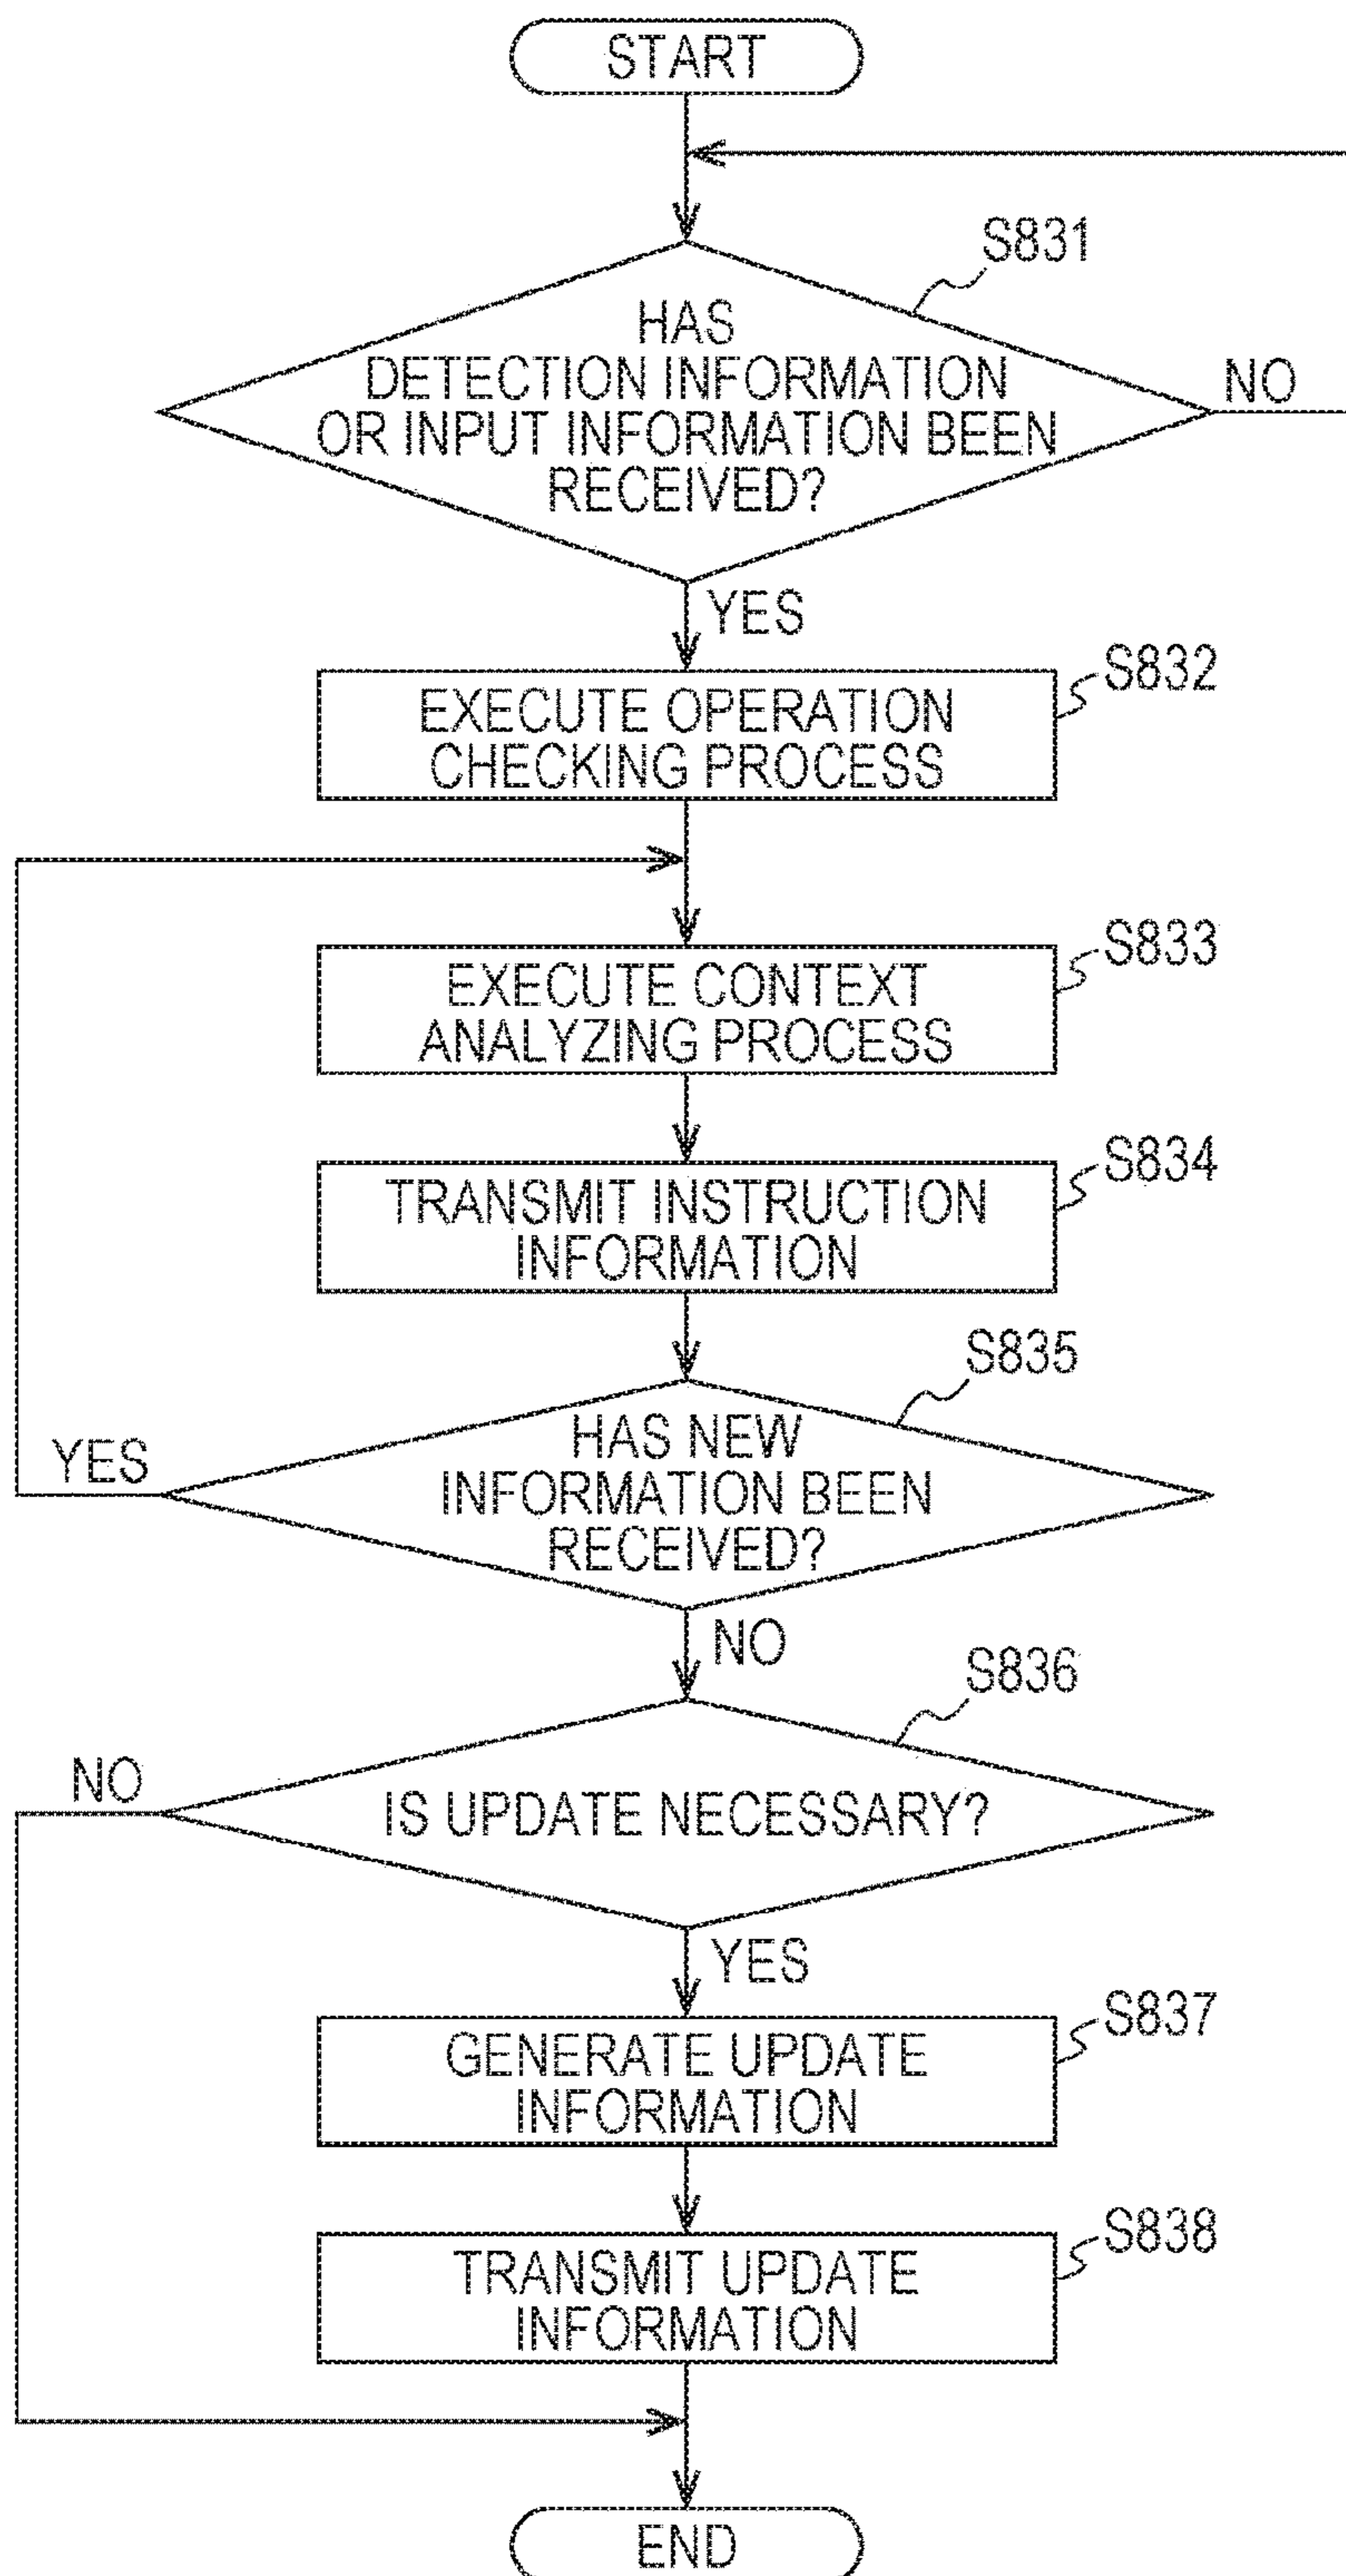 START
S831
HAS
DETECTION INFORMATION
OR INPUT INFORMATION BEEN
RECEIVED?
NO
YES
S832
EXECUTE OPERATION
CHECKING PROCESS
S833
EXECUTE CONTEXT
ANALYZING PROCESS
S834
TRANSMIT INSTRUCTION
INFORMATION
S835
HAS NEW
INFORMATION BEEN
RECEIVED?
YES
NO
S836
NO
IS UPDATE NECESSARY?
YES
S837
GENERATE UPDATE
INFORMATION
S838
TRANSMIT UPDATE
INFORMATION
END